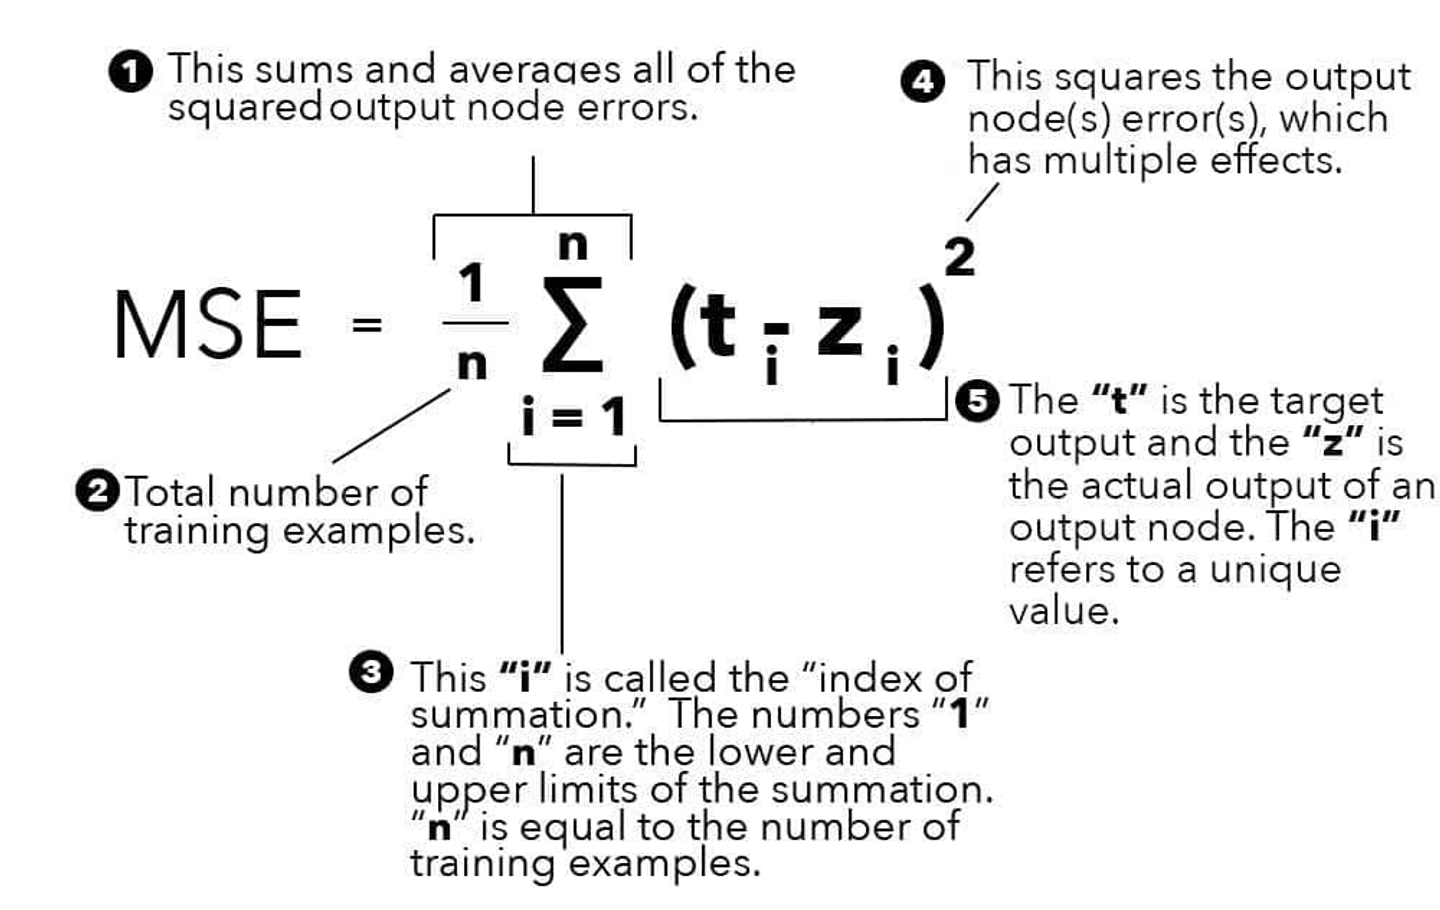 1 This sums and averages all of the
squared output node errors.
4 This squares the output
node(s) error(s), which
has multiple effects.
MSE = 1/n n ∑ i = 1 (t i - z i )2
2 Total number of
training examples.
5 The “t” is the target
output and the “z” is
the actual output of an
output node. The “i”
refers to a unique
value.
3 This “i” is called the “index of
summation.” The numbers “1”
and “n” are the lower and
upper limits of the summation.
“n” is equal to the number of
training examples.